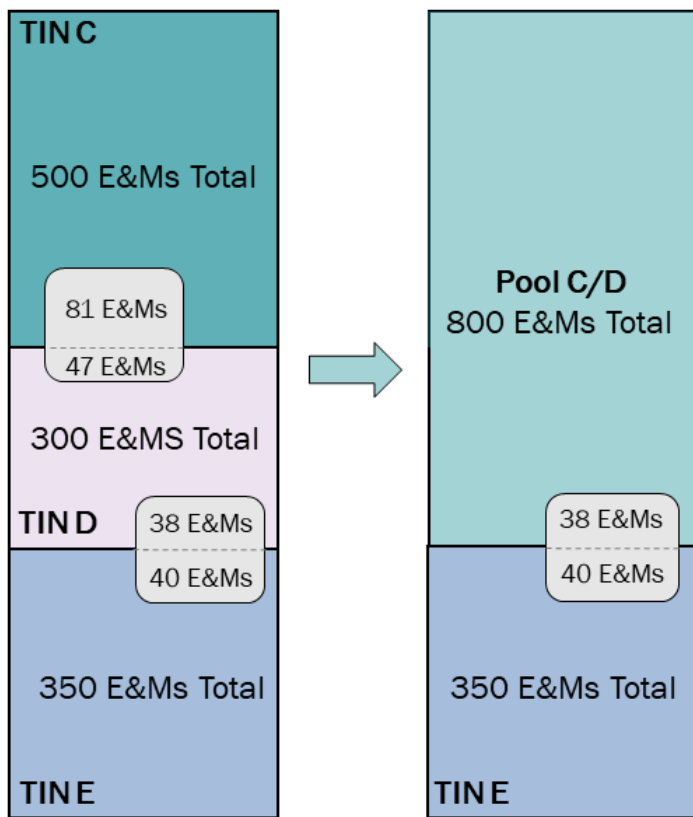 TIN C
500 E&Ms Total
81 E&Ms
47 E&Ms
300 E&MS Total
TIN D
38 E&Ms
40 E&Ms
350 E&Ms Total
TIN E
Pool C/D
800 E&Ms Total
38 E&Ms
40 E&Ms
350 E&Ms Total
TIN E